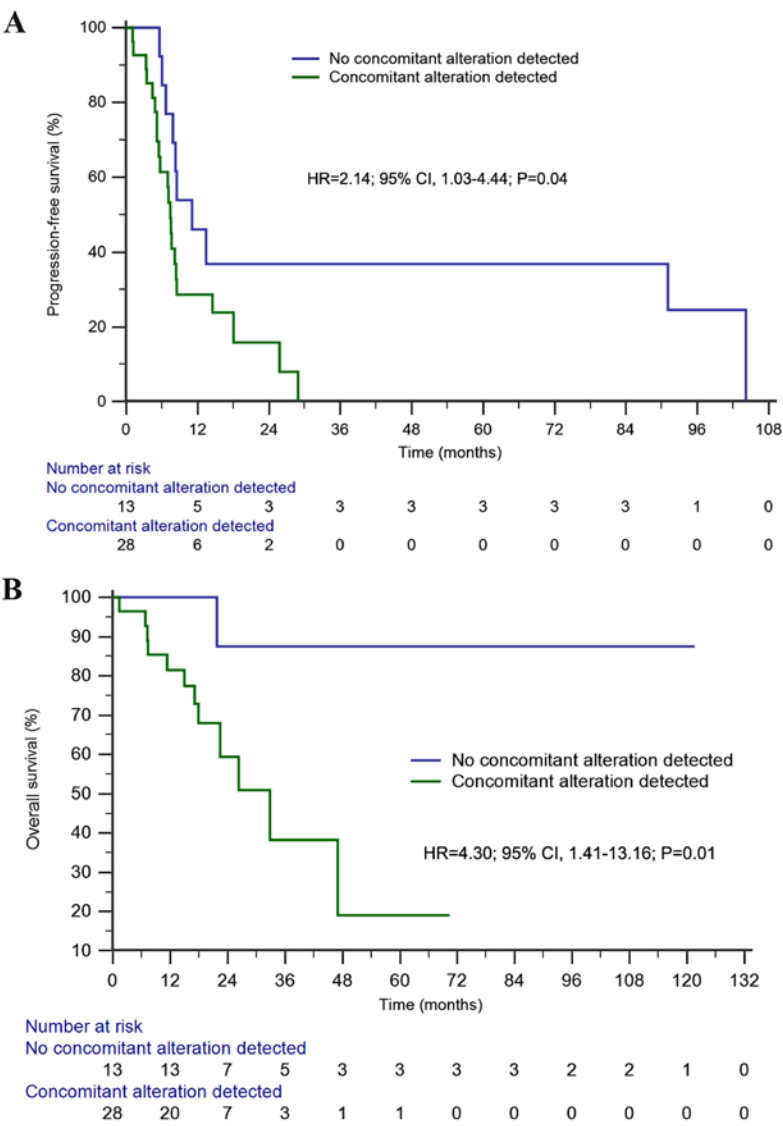 A
100
80
60
40
20
0
Progression-free survival (%)
No concomitant alteration detected
Concomitant alteration detected
HR=2.14; 95% CI, 1.03-4.44; P=0.04
0 12 24 36 48 60 72 84 96 108
Time (months)
Number at risk
No concomitant alteration detected
13 5 3 3 3 3 3 3 1 0
Concomitant alteration detected
28 6 2 0 0 0 0 0 0 0
B
100
90
80
70
60
50
40
30
20
10
Overall survival (%)
No concomitant alteration detected
Concomitant alteration detected
HR=4.30; 95% CI, 1.41-13.16; P=0.01
0 12 24 36 48 60 72 84 96 108 120 132
Time (months)
Number at risk
No concomitant alteration detected
13 13 7 5 3 3 3 3 2 2 1 0
Concomitant alteration detected
28 20 7 3 1 1 0 0 0 0 0 0